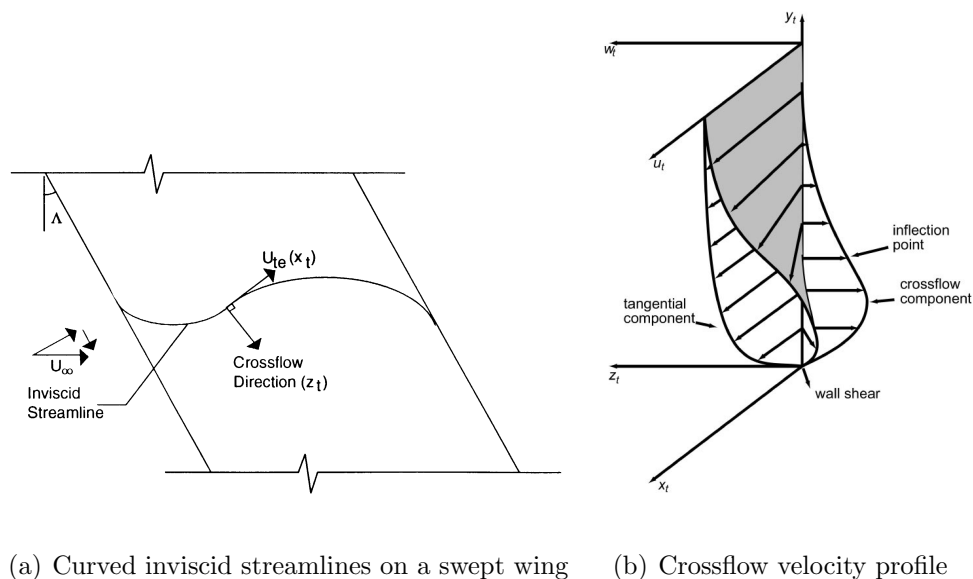 Λ
U_te(x_t)
U_∞
Inviscid
Streamline
Crossflow
Direction (z_t)
(a) Curved inviscid streamlines on a swept wing
y_t
w_t
u_t
inflection
point
crossflow
component
tangential
component
z_t
wall shear
x_t
(b) Crossflow velocity profile